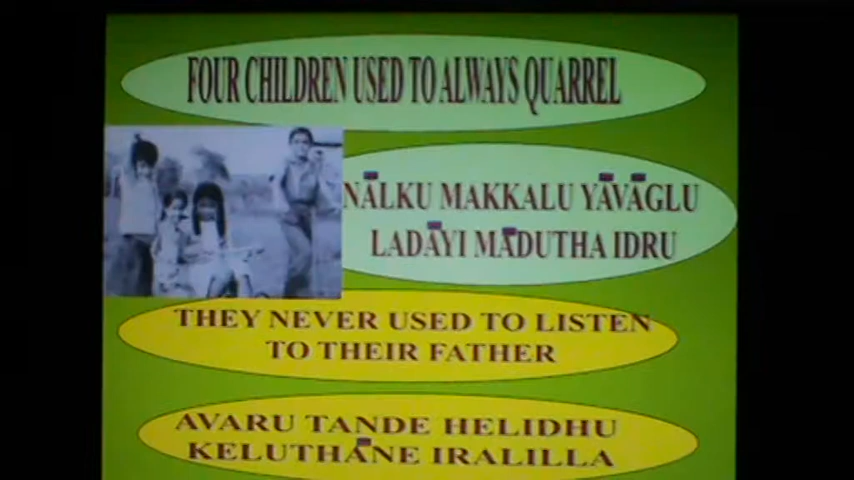 FOUR CHILDREN USED TO ALWAYS QUARREL
NĀLKU MAKKALU YĀVĀGLU
LADĀYI MĀDUTHA IDRU
THEY NEVER USED TO LISTEN
TO THEIR FATHER
AVARU TANDE HELIDHU
KELUTHĀNE IRALILLA